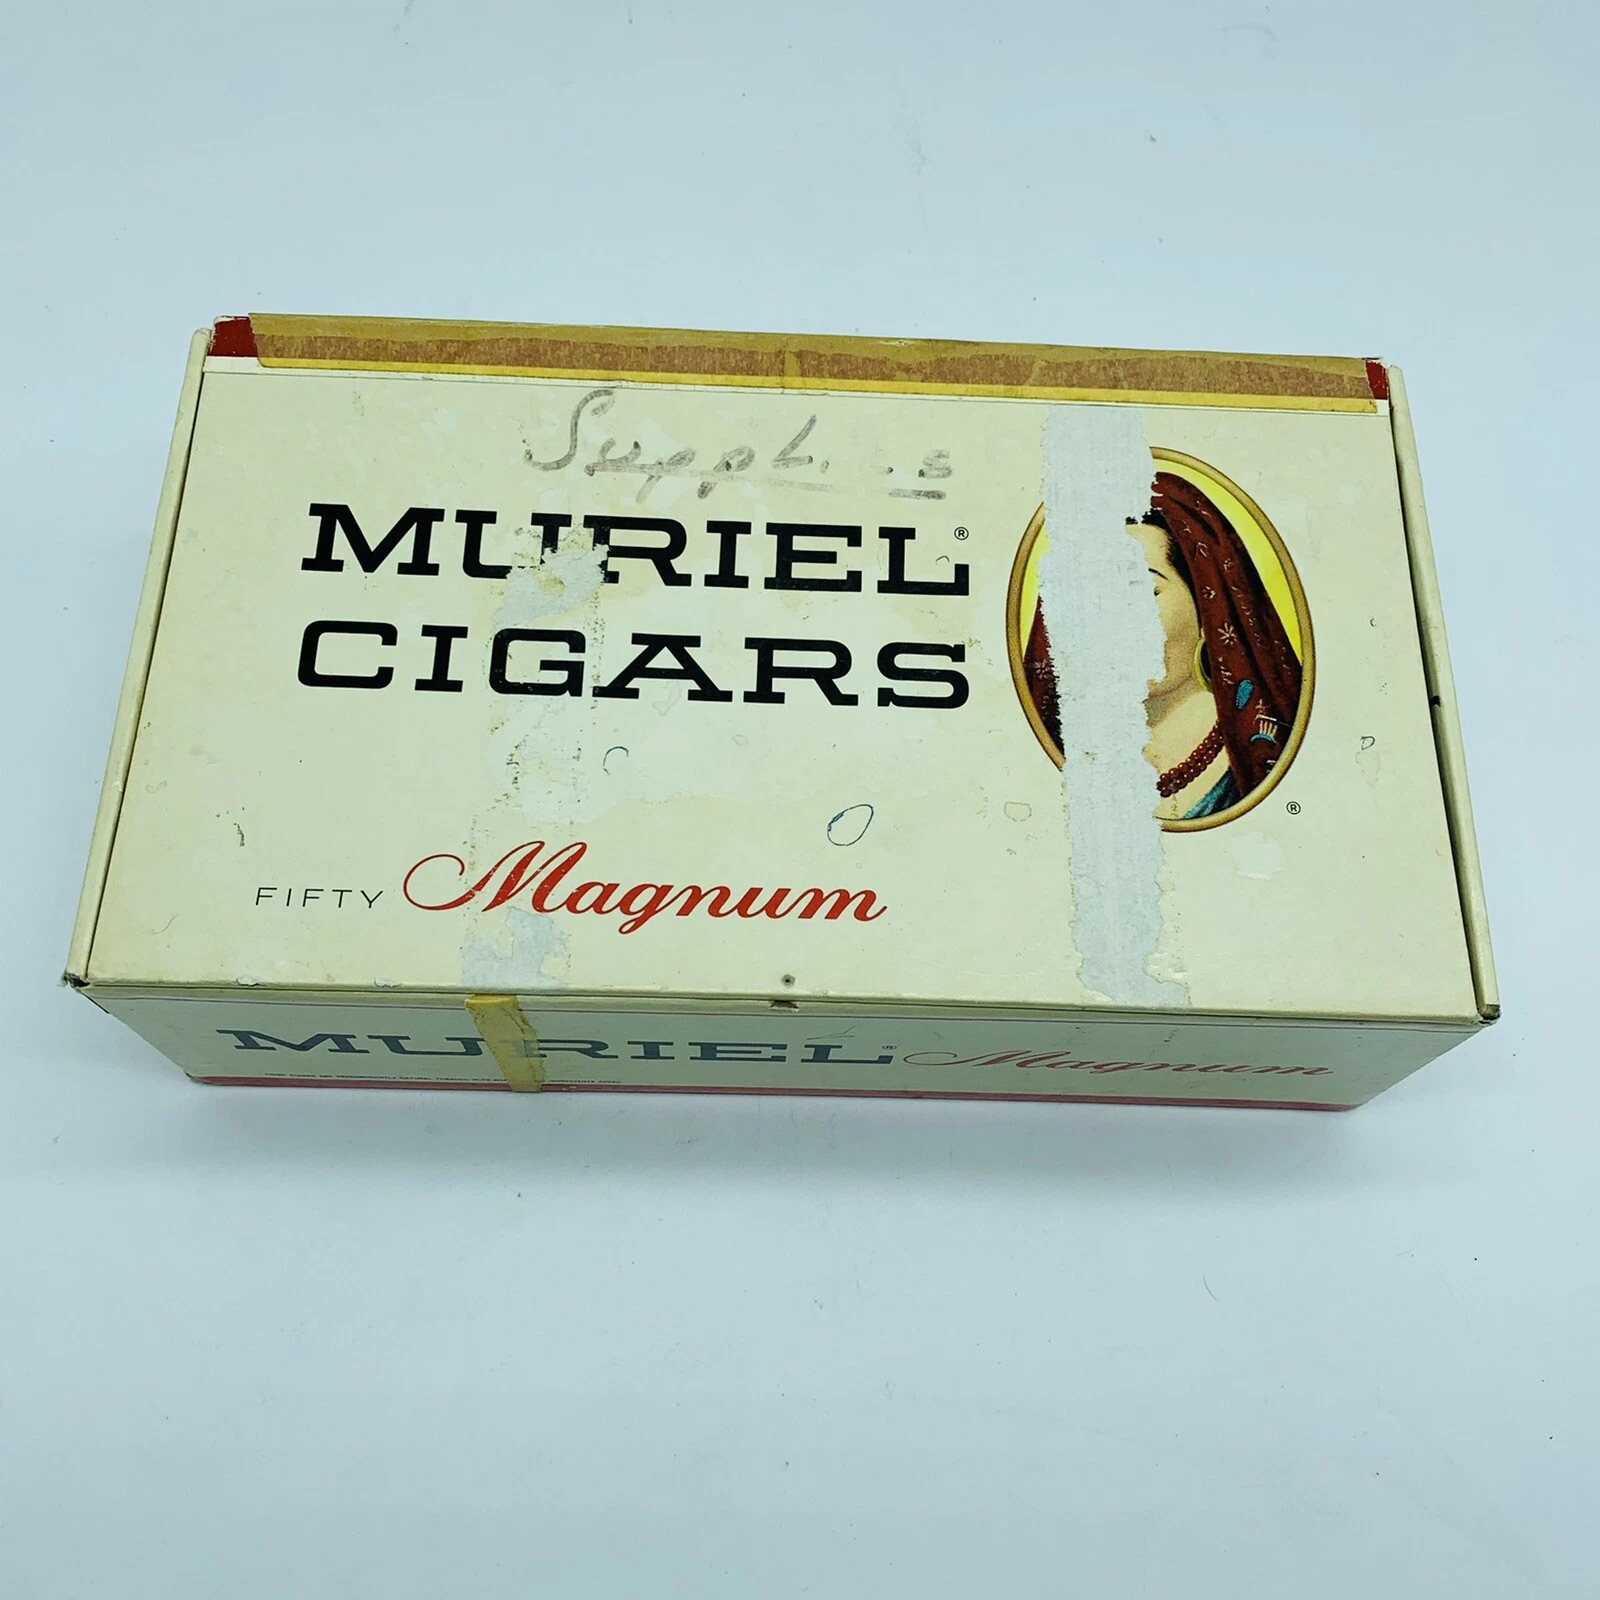 Supplies
MURIEL®
CIGARS
®
FIFTY Magnum
MURIEL® Magnum